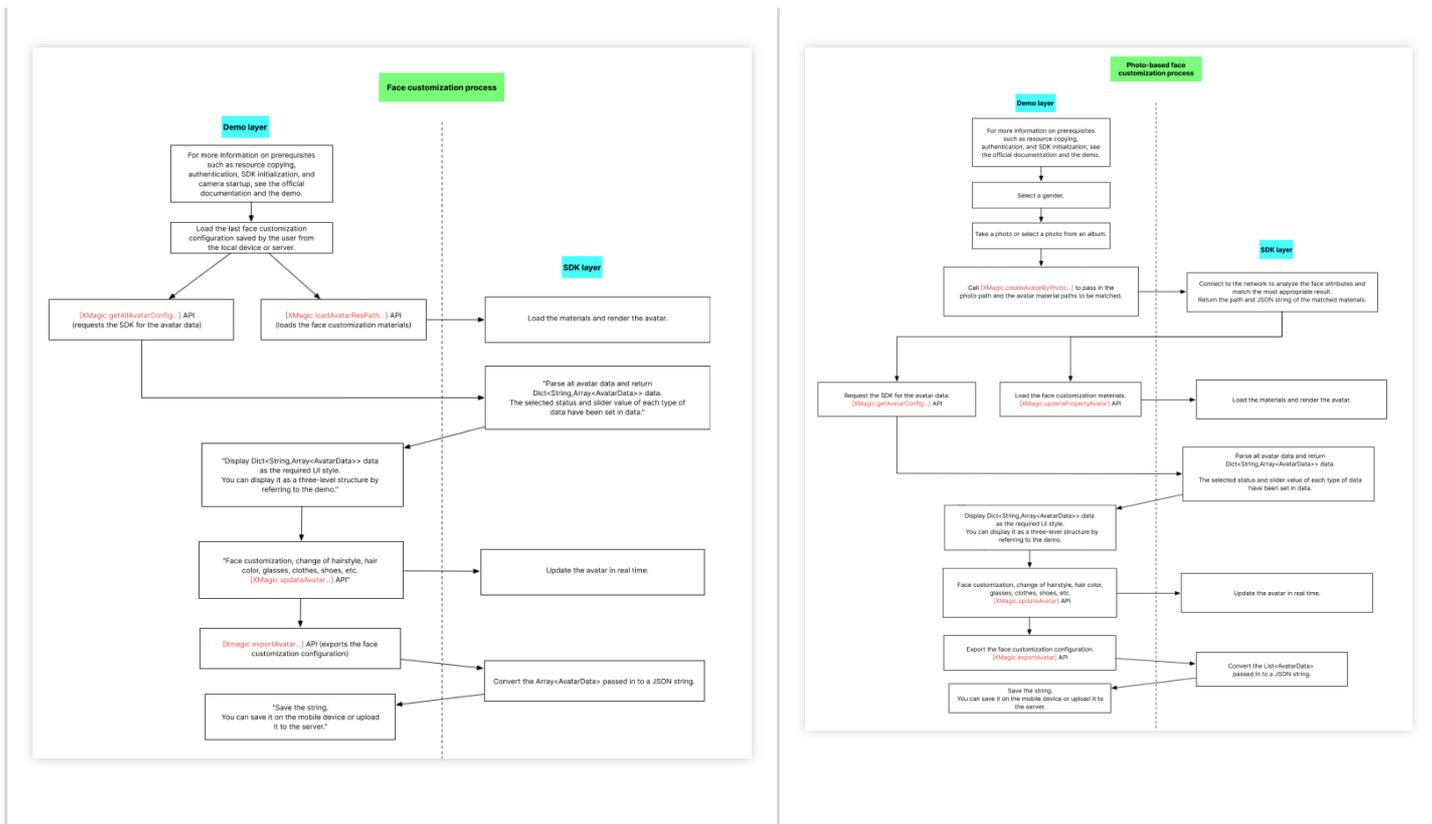 Face customization process
Demo layer
For more information on prerequisites
such as resource copying,
authentication, SDK initialization, and
camera startup, see the official
documentation and the demo.
Load the last face customization
configuration saved by the user from
the local device or server.
SDK layer
[XMagic getAllAvatarConfig...] API
(requests the SDK for the avatar data)
[XMagic loadAvatarResPath...] API
(loads the face customization materials)
Load the materials and render the avatar.
"Parse all avatar data and return
Dict<String,Array<AvatarData>> data.
The selected status and slider value of each type of
data have been set in data."
"Display Dict<String,Array<AvatarData>> data
as the required UI style.
You can display it as a three-level structure by
referring to the demo."
"Face customization, change of hairstyle, hair
color, glasses, clothes, shoes, etc.
[XMagic updataAvatar...] API"
Update the avatar in real time.
[Xmagic exportAvatar...] API (exports the face
customization configuration)
Convert the Array<AvatarData> passed in to a JSON string.
"Save the string.
You can save it on the mobile device or upload
it to the server."
Photo-based face
customization process
Demo layer
For more information on prerequisites
such as resource copying,
authentication, and SDK initialization, see
the official documentation and the demo.
Select a gender.
Take a photo or select a photo from an album.
SDK layer
Call [XMagic.createAvatarByPhoto...] to pass in the
photo path and the avatar material paths to be matched.
Connect to the network to analyze the face attributes and
match the most appropriate result.
Return the path and JSON string of the matched materials.
Request the SDK for the avatar data.
[XMagic.getAvatarConfig...] API
Load the face customization materials.
[XMagic.updetaPropertyAvatar] API
Load the materials and render the avatar.
Parse all avatar data and return
Dict<String,Array<AvatarData>> data.
The selected status and slider value of each type of data
have been set in data.
Display Dict<String,Array<AvatarData>> data
as the required UI style.
You can display it as a three-level structure by
referring to the demo.
Face customization, change of hairstyle, hair color,
glasses, clothes, shoes, etc.
[XMagic.updateAvatar] API
Update the avatar in real time.
Export the face customization configuration.
[XMagic.exportAvatar] API
Convert the List<AvatarData>
passed in to a JSON string.
Save the string.
You can save it on the mobile device or upload it to
the server.